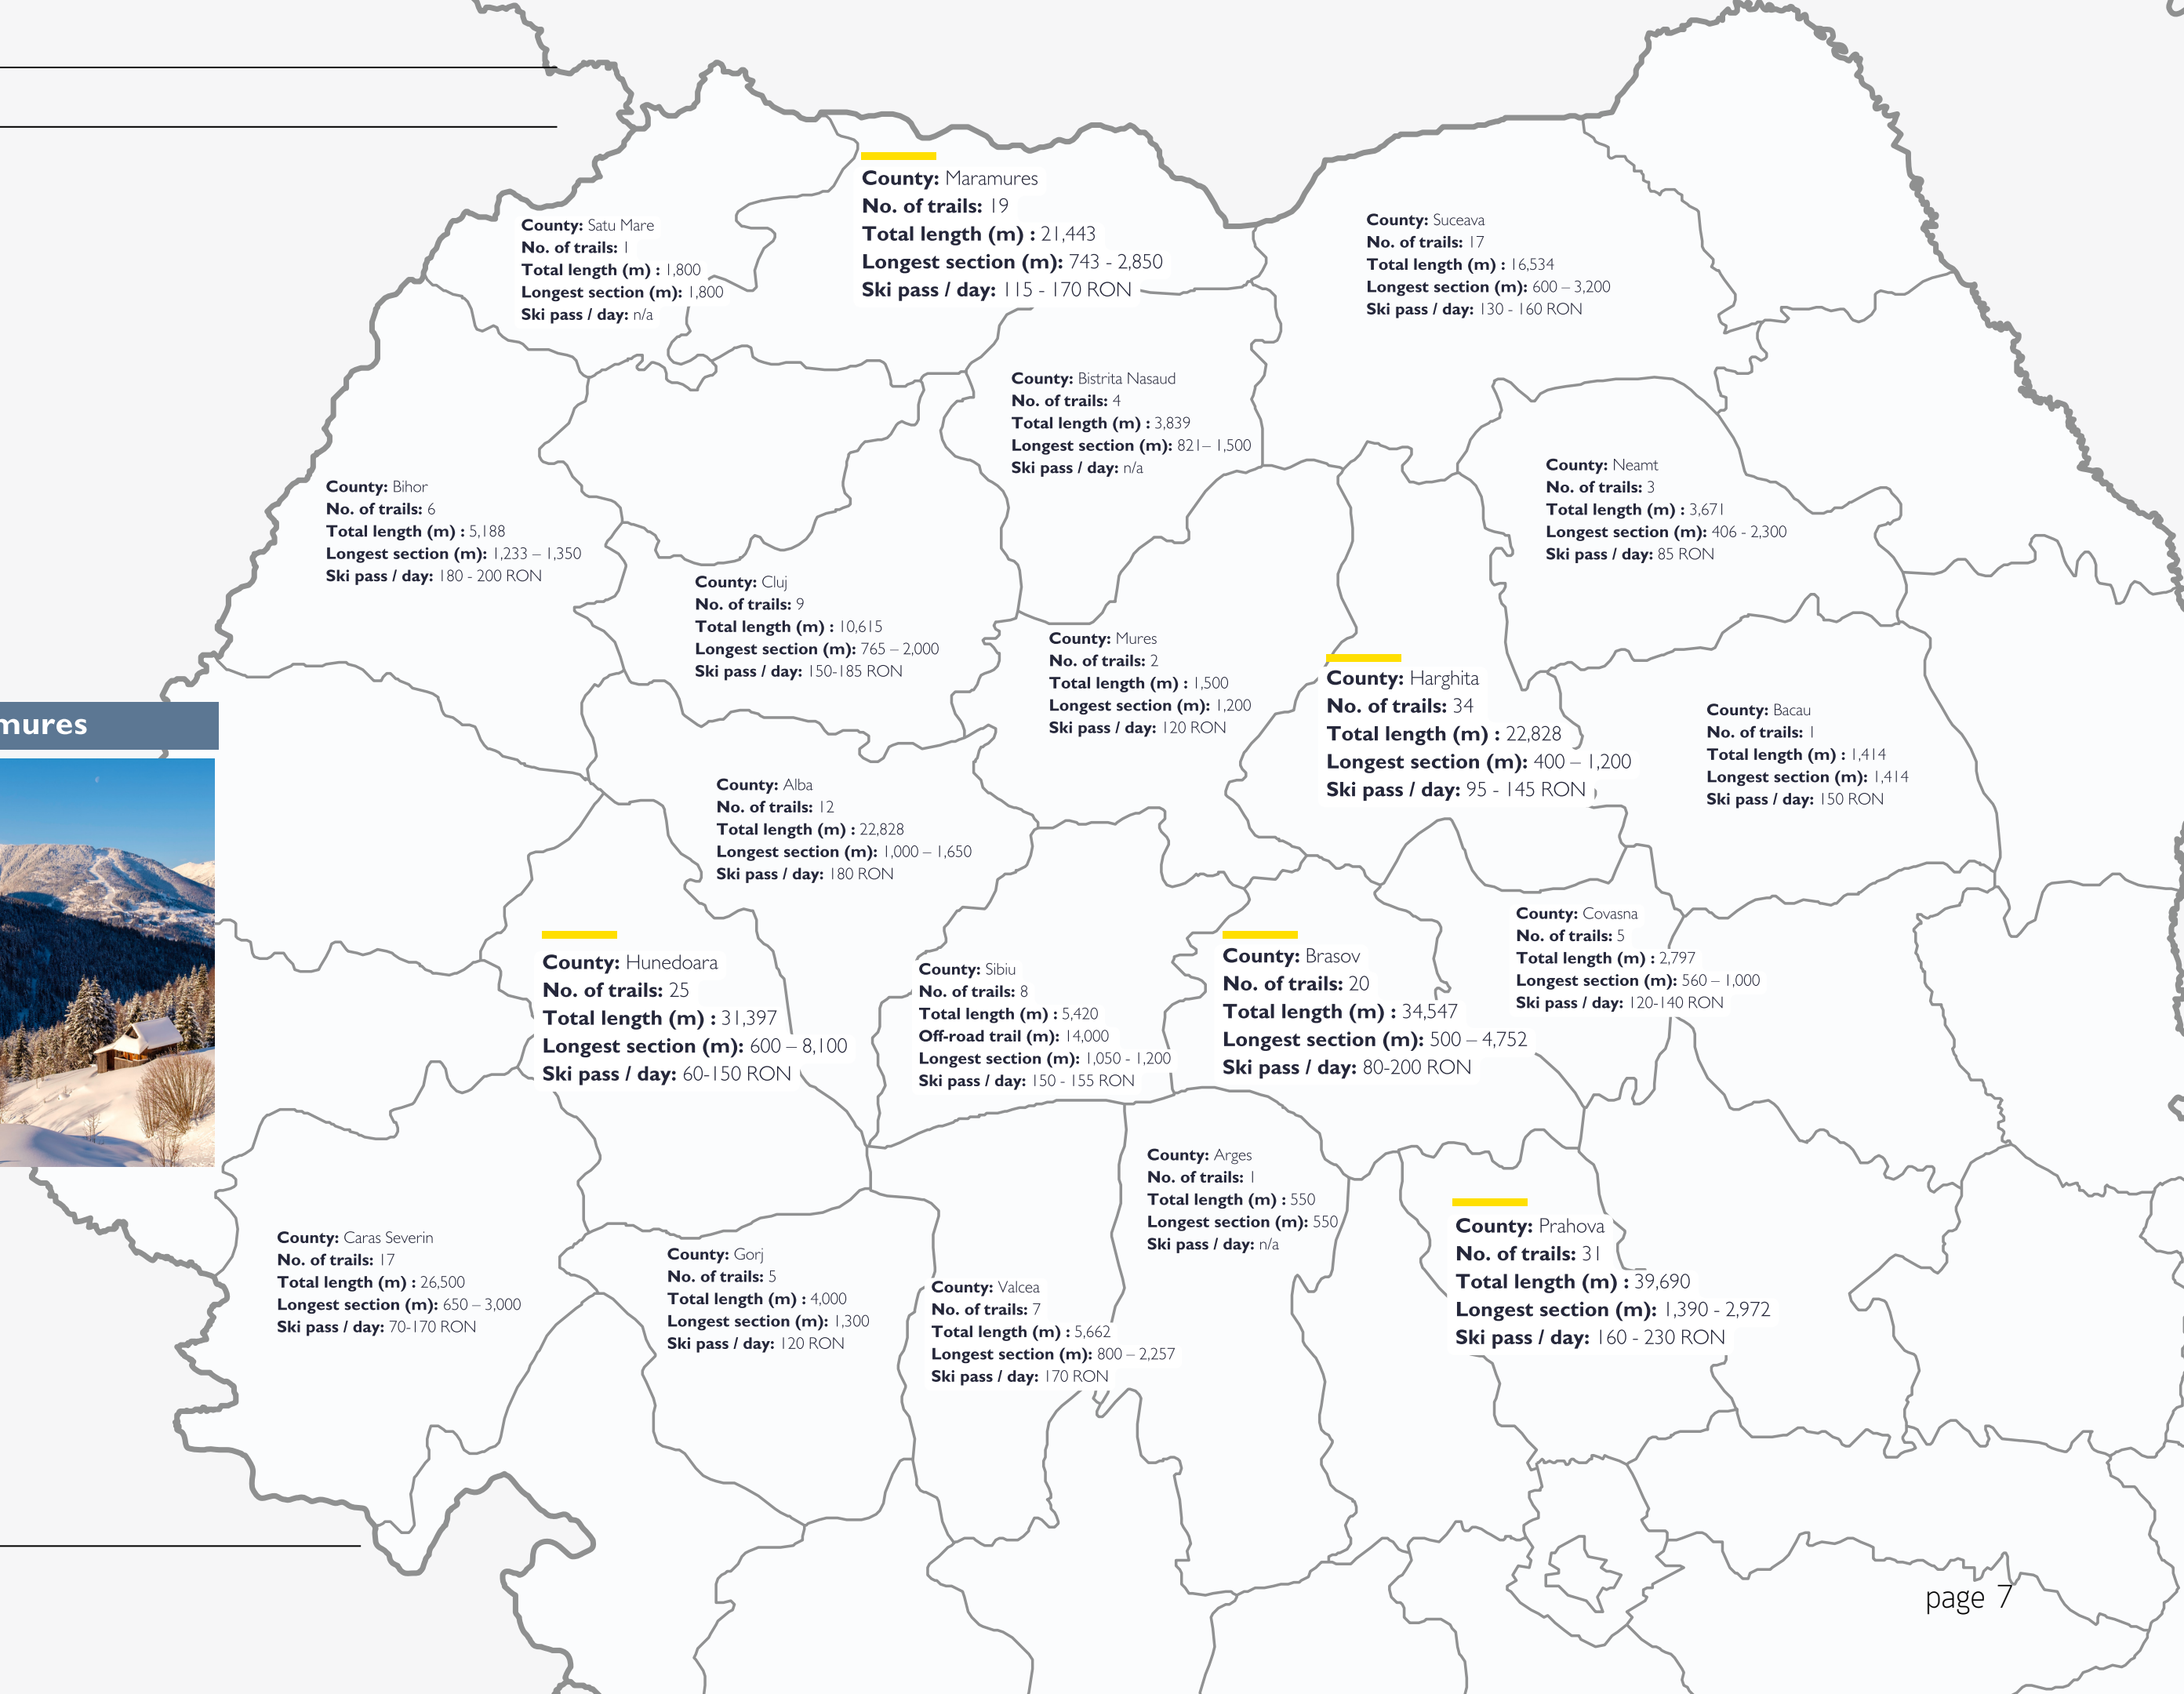 County: Maramures
No. of trails: 19
Total length (m) : 21,443
Longest section (m): 743 - 2,850
Ski pass / day: 115 - 170 RON
County: Satu Mare
No. of trails: 1
Total length (m) : 1,800
Longest section (m): 1,800
Ski pass / day: n/a
County: Suceava
No. of trails: 17
Total length (m) : 16,534
Longest section (m): 600 – 3,200
Ski pass / day: 130 - 160 RON
County: Bistrita Nasaud
No. of trails: 4
Total length (m) : 3,839
Longest section (m): 821– 1,500
Ski pass / day: n/a
County: Neamt
No. of trails: 3
Total length (m) : 3,671
Longest section (m): 406 - 2,300
Ski pass / day: 85 RON
County: Bihor
No. of trails: 6
Total length (m) : 5,188
Longest section (m): 1,233 – 1,350
Ski pass / day: 180 - 200 RON
County: Cluj
No. of trails: 9
Total length (m) : 10,615
Longest section (m): 765 – 2,000
Ski pass / day: 150-185 RON
County: Mures
No. of trails: 2
Total length (m) : 1,500
Longest section (m): 1,200
Ski pass / day: 120 RON
County: Harghita
No. of trails: 34
Total length (m) : 22,828
Longest section (m): 400 – 1,200
Ski pass / day: 95 - 145 RON
County: Bacau
No. of trails: 1
Total length (m) : 1,414
Longest section (m): 1,414
Ski pass / day: 150 RON
mures
County: Alba
No. of trails: 12
Total length (m) : 22,828
Longest section (m): 1,000 – 1,650
Ski pass / day: 180 RON
County: Hunedoara
No. of trails: 25
Total length (m) : 31,397
Longest section (m): 600 – 8,100
Ski pass / day: 60-150 RON
County: Sibiu
No. of trails: 8
Total length (m) : 5,420
Off-road trail (m): 14,000
Longest section (m): 1,050 - 1,200
Ski pass / day: 150 - 155 RON
County: Brasov
No. of trails: 20
Total length (m) : 34,547
Longest section (m): 500 – 4,752
Ski pass / day: 80-200 RON
County: Covasna
No. of trails: 5
Total length (m) : 2,797
Longest section (m): 560 – 1,000
Ski pass / day: 120-140 RON
County: Arges
No. of trails: 1
Total length (m) : 550
Longest section (m): 550
Ski pass / day: n/a
County: Prahova
No. of trails: 31
Total length (m) : 39,690
Longest section (m): 1,390 - 2,972
Ski pass / day: 160 - 230 RON
County: Caras Severin
No. of trails: 17
Total length (m) : 26,500
Longest section (m): 650 – 3,000
Ski pass / day: 70-170 RON
County: Gorj
No. of trails: 5
Total length (m) : 4,000
Longest section (m): 1,300
Ski pass / day: 120 RON
County: Valcea
No. of trails: 7
Total length (m) : 5,662
Longest section (m): 800 – 2,257
Ski pass / day: 170 RON
page 7